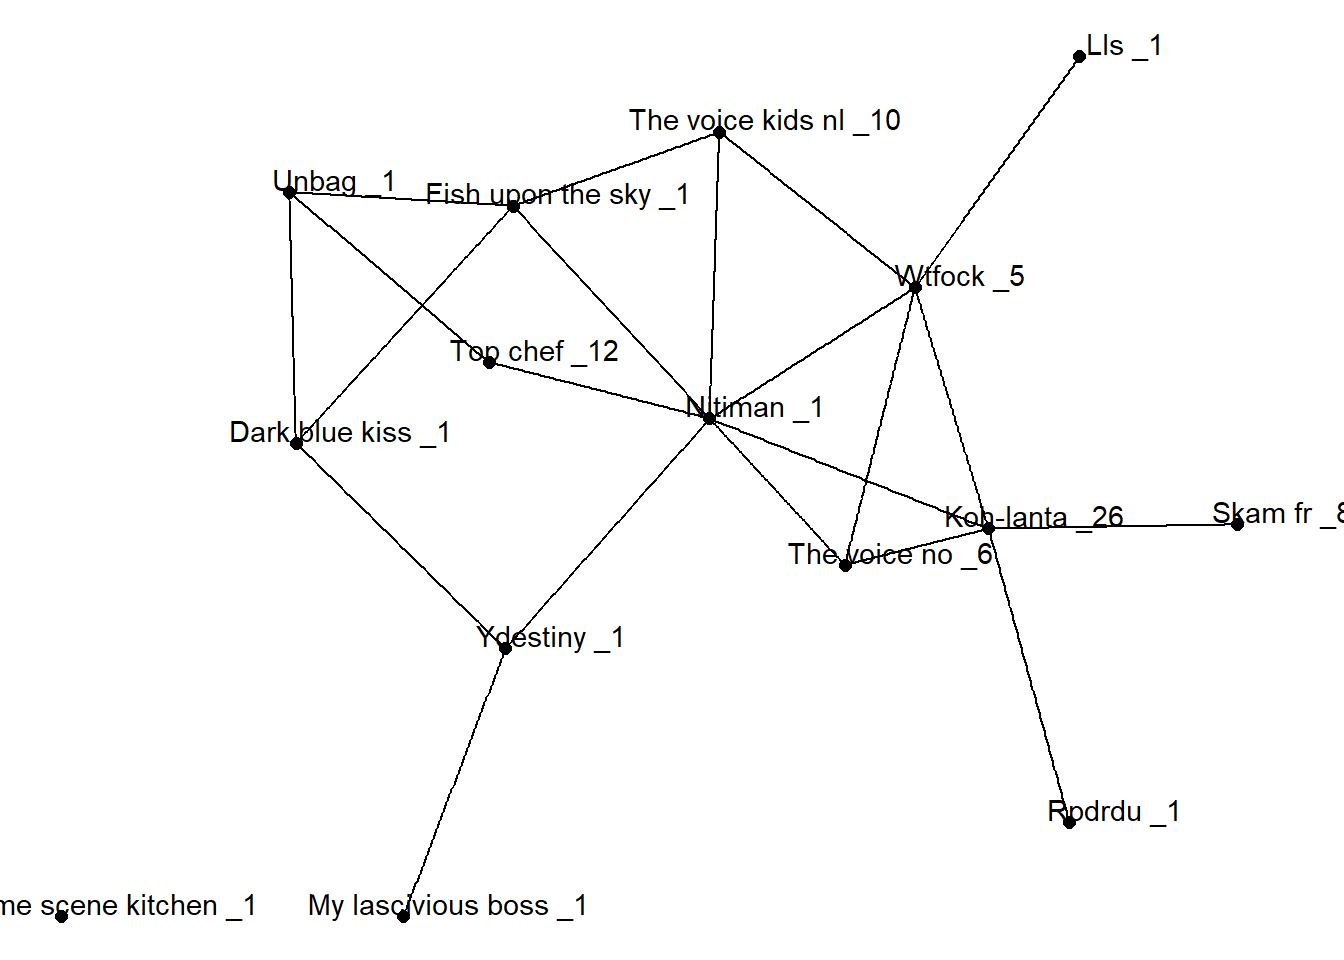 Lls _1
The voice kids nl _10
Unbag _1
Fish upon the sky _1
Wtfock _5
Top chef _12
Nitiman _1
Dark blue kiss _1
Koh-lanta _26
Skam fr _8
The voice no _6
Ydestiny _1
Rpdrdu _1
me scene kitchen _1
My lascivious boss _1